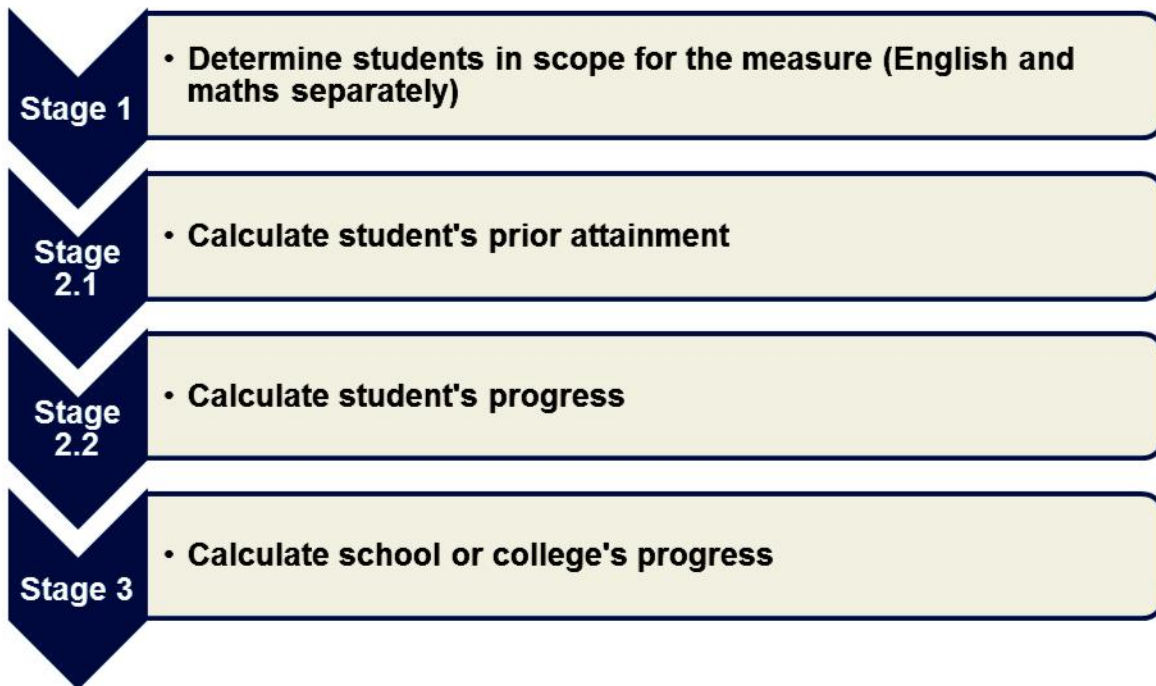 Stage 1
• Determine students in scope for the measure (English and
maths separately)
Stage
2.1
• Calculate student's prior attainment
Stage
2.2
• Calculate student's progress
Stage 3
• Calculate school or college's progress